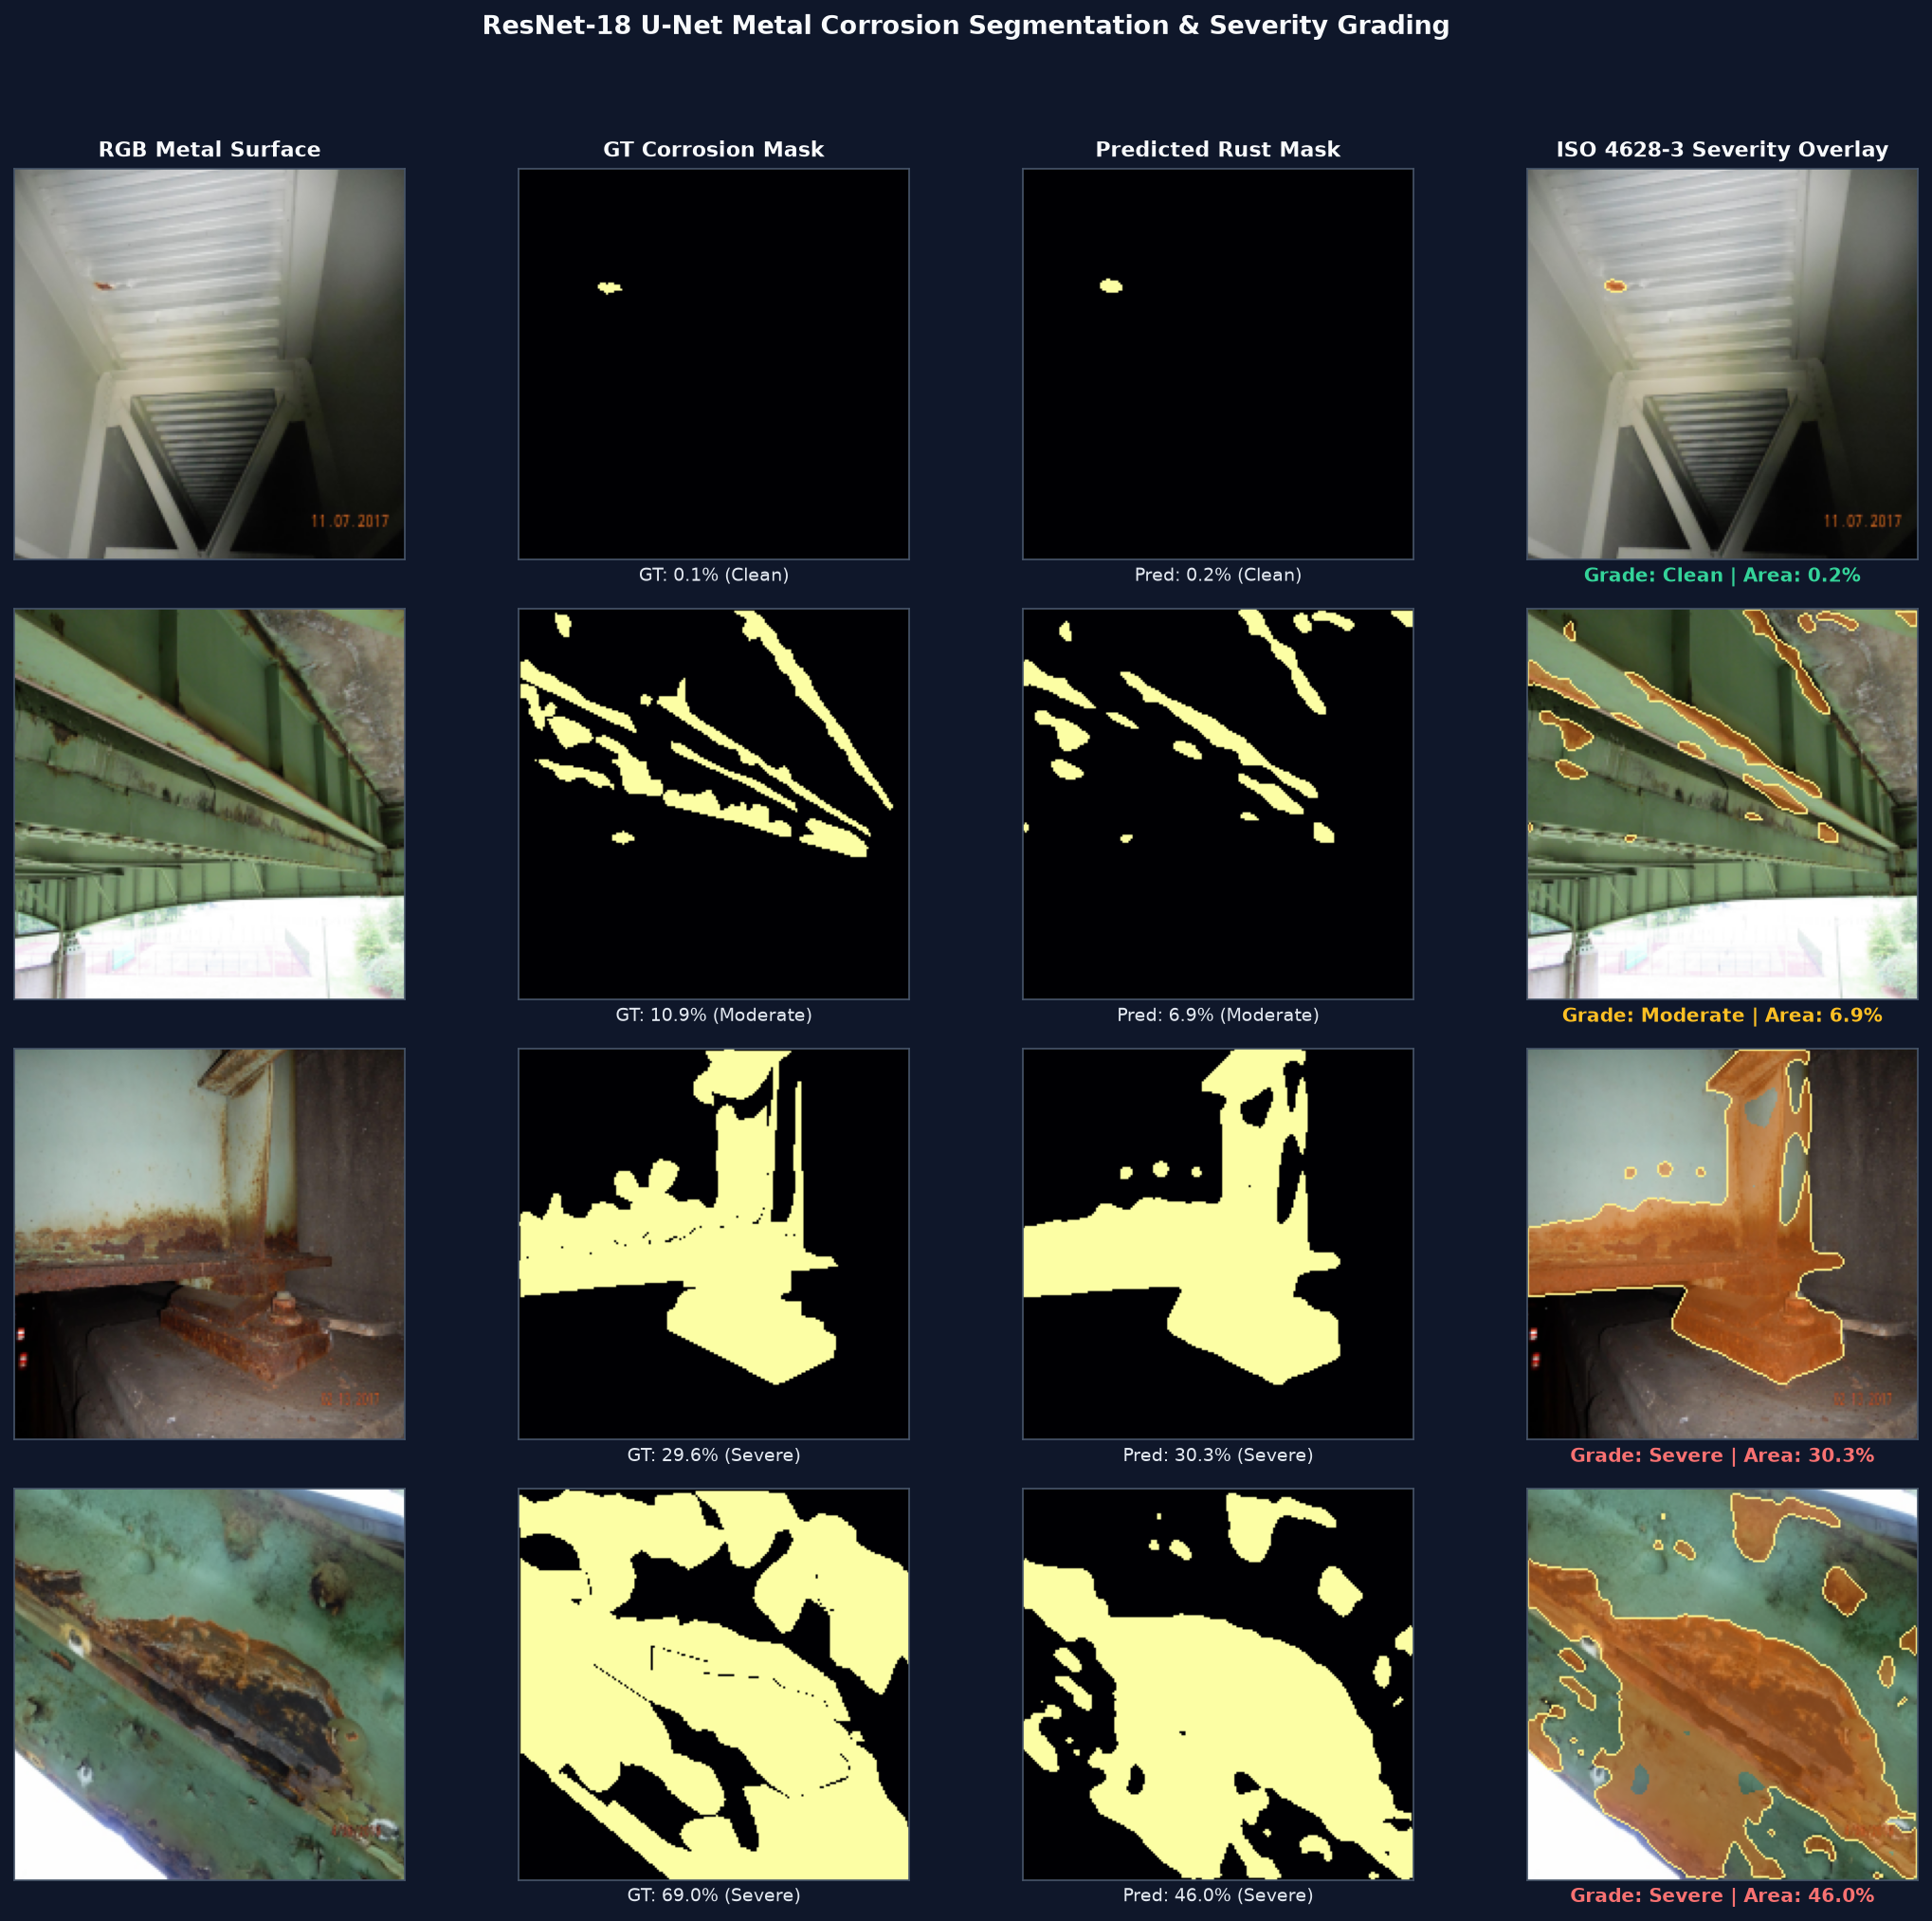 ResNet-18 U-Net Metal Corrosion Segmentation & Severity Grading
RGB Metal Surface
GT Corrosion Mask
Predicted Rust Mask
ISO 4628-3 Severity Overlay
11.07.2017
11.07.2017
GT: 0.1% (Clean)
Pred: 0.2% (Clean)
Grade: Clean | Area: 0.2%
GT: 10.9% (Moderate)
Pred: 6.9% (Moderate)
Grade: Moderate | Area: 6.9%
GT: 29.6% (Severe)
Pred: 30.3% (Severe)
Grade: Severe | Area: 30.3%
GT: 69.0% (Severe)
Pred: 46.0% (Severe)
Grade: Severe | Area: 46.0%